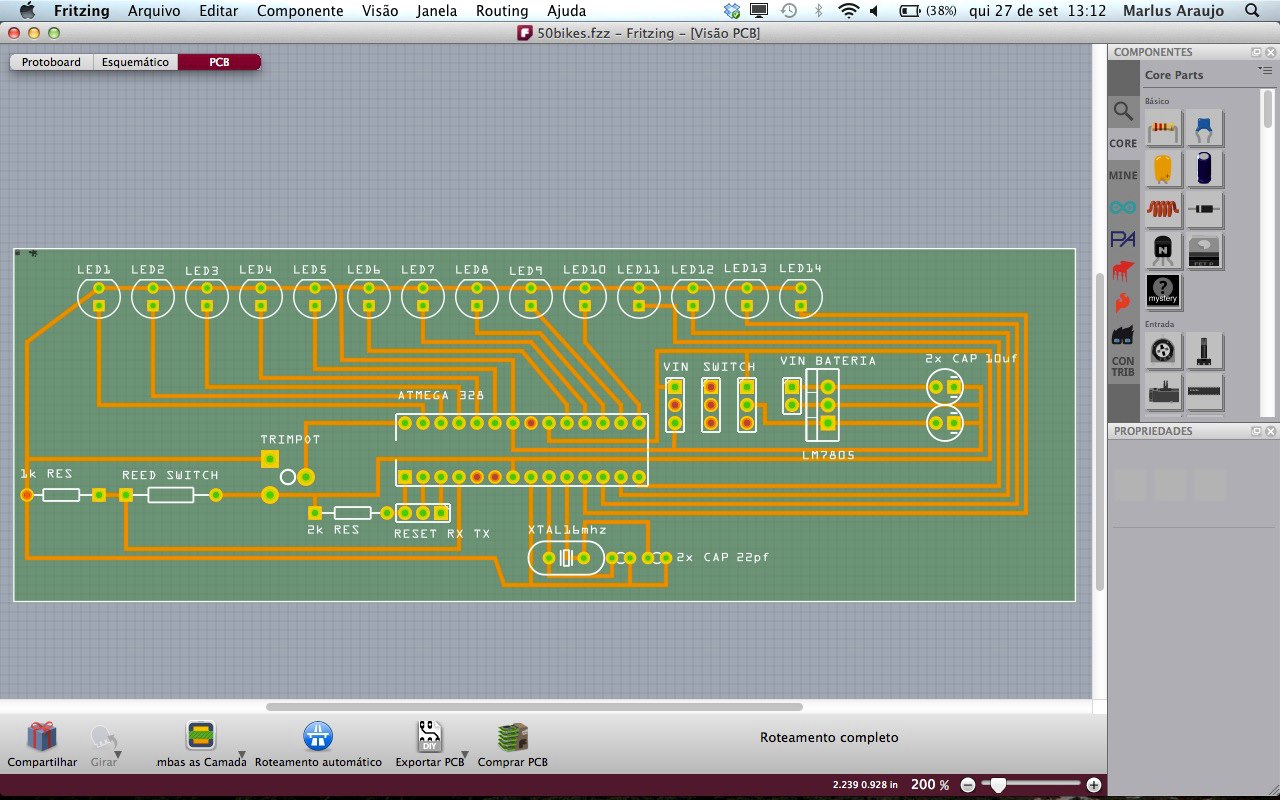 Fritzing Arquivo Editar Componente Visão Janela Routing Ajuda (38%) qui 27 de set 13:12 Marlus Araujo
50bikes.fzz – Fritzing – [Visão PCB]
Protoboard Esquemático PCB
COMPONENTES
Core Parts
Básico
CORE
MINE
PA
mystery
Entrada
CON
TRIB
PROPRIEDADES
LED1 LED2 LED3 LED4 LED5 LED6 LED7 LED8 LED9 LED10 LED11 LED12 LED13 LED14
VIN SWITCH VIN BATERIA 2x CAP 10uf
ATMEGA 328
TRIMPOT
LM7805
1k RES REED SWITCH
2k RES RESET RX TX XTAL16mhz
2x CAP 22pf
DIY
Roteamento completo
Compartilhar Girar .mbas as Camada Roteamento automático Exportar PCB Comprar PCB
2.239 0.928 in 200 %